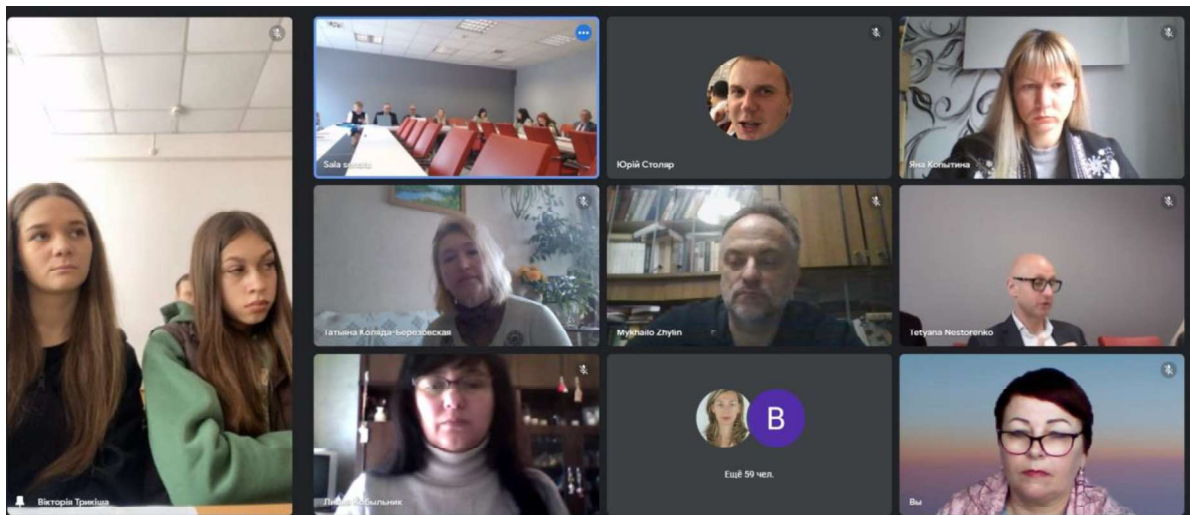 Sala senatu
Юрій Столяр
Яна Копытина
Татьяна Коляда-Березовская
Mykhailo Zhylin
Tetyana Nestorenko
Вікторія Трикіша
В
Ещё 59 чел.
Вы